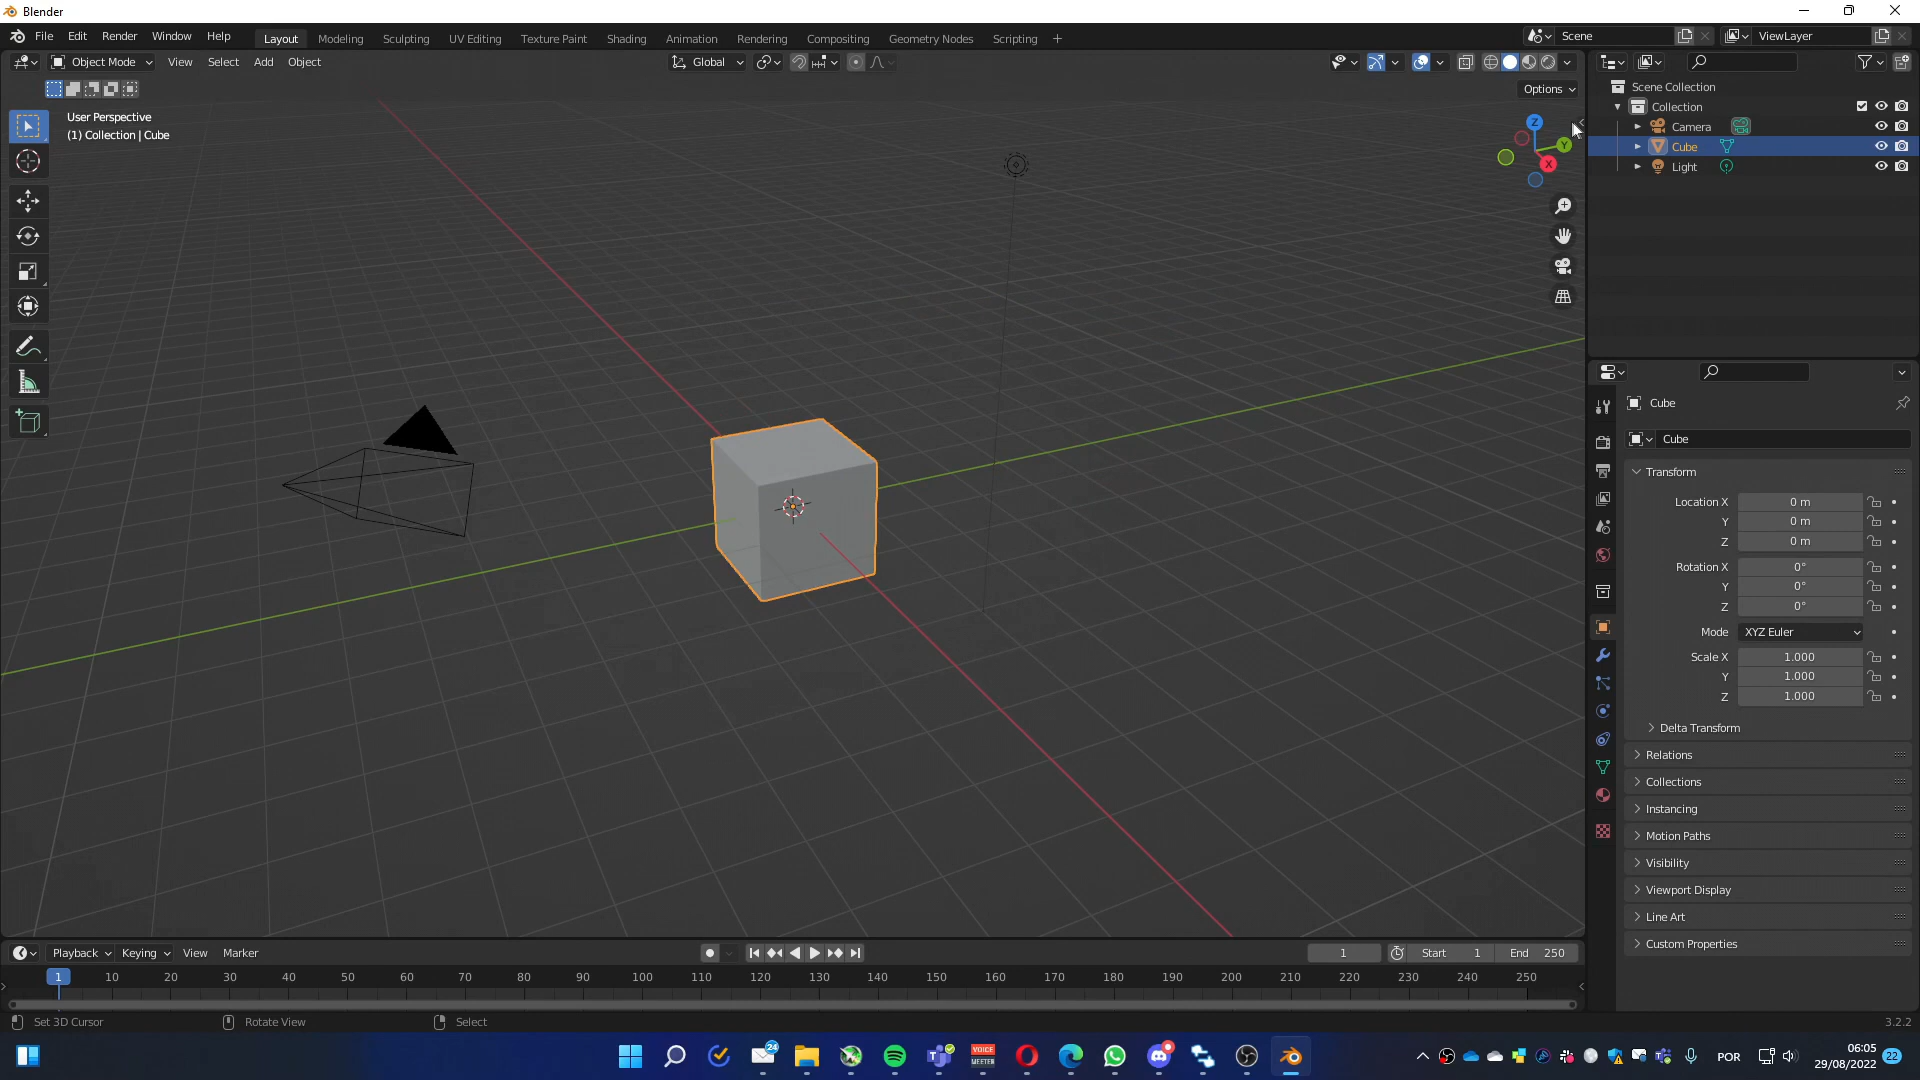 Blender
File Edit Render Window Help Layout Modeling Sculpting UV Editing Texture Paint Shading Animation Rendering Compositing Geometry Nodes Scripting + Scene ViewLayer
Object Mode View Select Add Object Global
Options
User Perspective
(1) Collection | Cube
Z
Y
X
Scene Collection
Collection
Camera
Cube
Light
Cube
Cube
Transform
Location X 0 m
Y 0 m
Z 0 m
Rotation X 0°
Y 0°
Z 0°
Mode XYZ Euler
Scale X 1.000
Y 1.000
Z 1.000
Delta Transform
Relations
Collections
Instancing
Motion Paths
Visibility
Viewport Display
Line Art
Custom Properties
Playback Keying View Marker 1 Start 1 End 250
1 10 20 30 40 50 60 70 80 90 100 110 120 130 140 150 160 170 180 190 200 210 220 230 240 250
Set 3D Cursor Rotate View Select 3.2.2
24
VOICE
MEETER
POR
06:05
29/08/2022
22